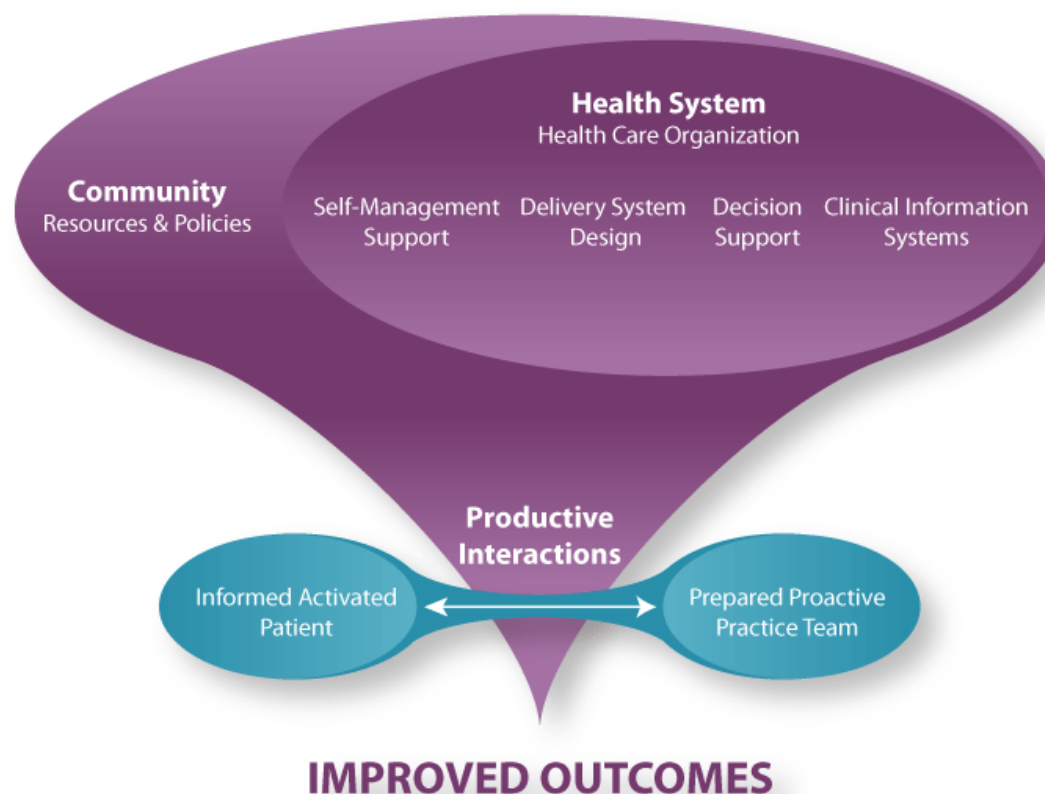 Health System
Health Care Organization
Community
Resources & Policies
Self-Management
Support
Delivery System
Design
Decision
Support
Clinical Information
Systems
Productive
Interactions
Informed Activated
Patient
Prepared Proactive
Practice Team
IMPROVED OUTCOMES